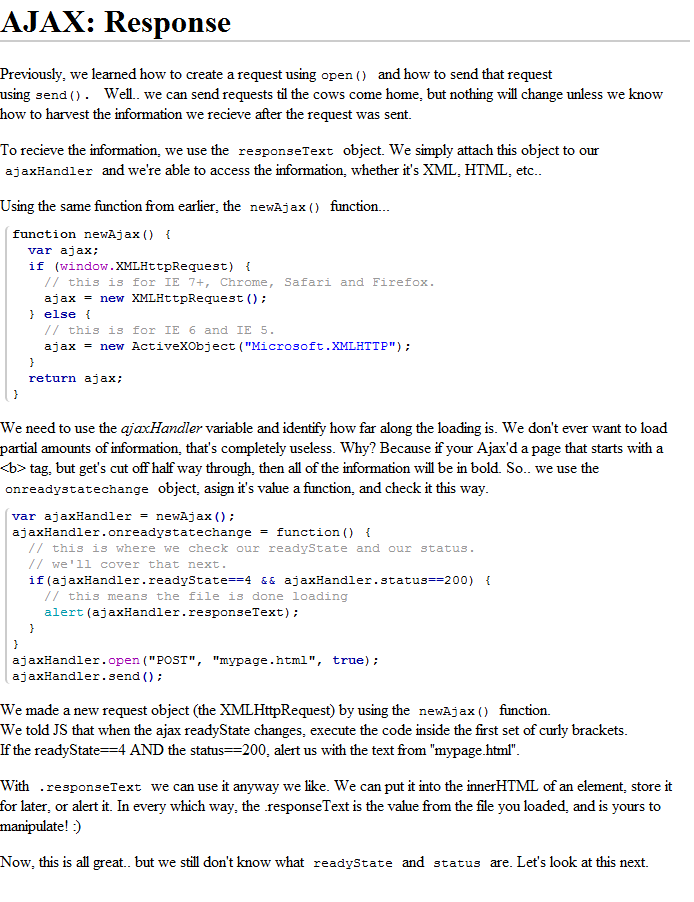 AJAX: Response
Previously, we learned how to create a request using open() and how to send that request
using send(). Well.. we can send requests til the cows come home, but nothing will change unless we know
how to harvest the information we recieve after the request was sent.
To recieve the information, we use the responseText object. We simply attach this object to our
ajaxHandler and we're able to access the information, whether it's XML, HTML, etc..
Using the same function from earlier, the newAjax() function...
function newAjax() {
  var ajax;
  if (window.XMLHttpRequest) {
    // this is for IE 7+, Chrome, Safari and Firefox.
    ajax = new XMLHttpRequest();
  } else {
    // this is for IE 6 and IE 5.
    ajax = new ActiveXObject("Microsoft.XMLHTTP");
  }
  return ajax;
}
We need to use the ajaxHandler variable and identify how far along the loading is. We don't ever want to load
partial amounts of information, that's completely useless. Why? Because if your Ajax'd a page that starts with a
<b> tag, but get's cut off half way through, then all of the information will be in bold. So.. we use the
onreadystatechange object, asign it's value a function, and check it this way.
var ajaxHandler = newAjax();
ajaxHandler.onreadystatechange = function() {
  // this is where we check our readyState and our status.
  // we'll cover that next.
  if(ajaxHandler.readyState==4 && ajaxHandler.status==200) {
    // this means the file is done loading
    alert(ajaxHandler.responseText);
  }
}
ajaxHandler.open("POST", "mypage.html", true);
ajaxHandler.send();
We made a new request object (the XMLHttpRequest) by using the newAjax() function.
We told JS that when the ajax readyState changes, execute the code inside the first set of curly brackets.
If the readyState==4 AND the status==200, alert us with the text from "mypage.html".
With .responseText we can use it anyway we like. We can put it into the innerHTML of an element, store it
for later, or alert it. In every which way, the .responseText is the value from the file you loaded, and is yours to
manipulate! :)
Now, this is all great.. but we still don't know what readyState and status are. Let's look at this next.